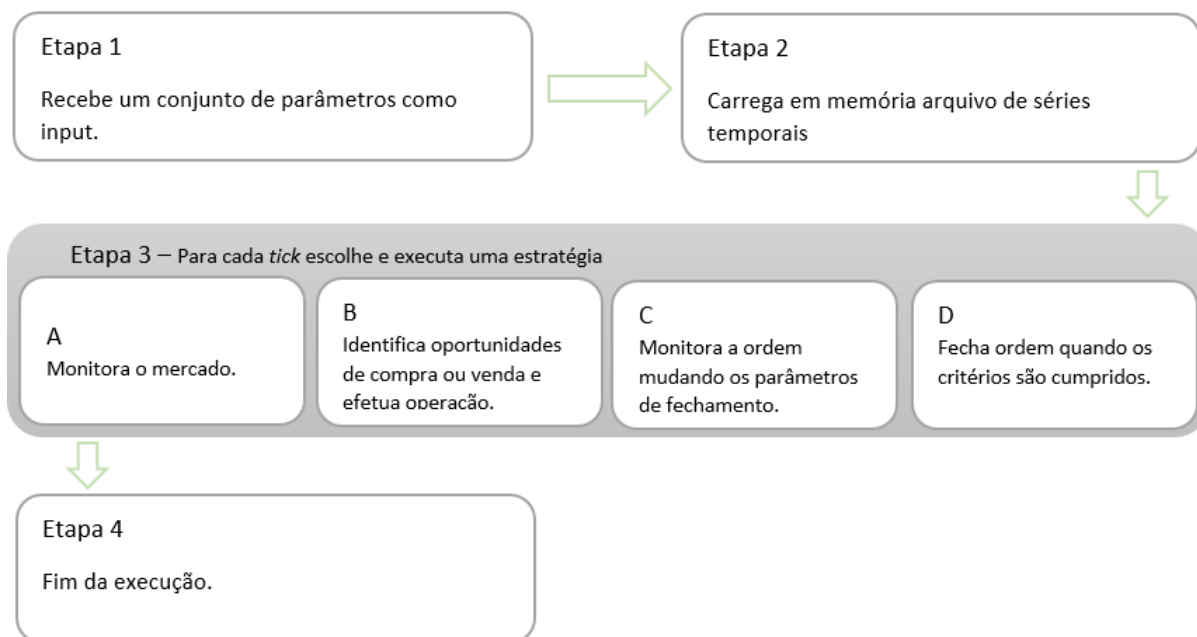 Etapa 1
Recebe um conjunto de parâmetros como
input.
Etapa 2
Carrega em memória arquivo de séries
temporais
Etapa 3 – Para cada tick escolhe e executa uma estratégia
A
Monitora o mercado.
B
Identifica oportunidades
de compra ou venda e
efetua operação.
C
Monitora a ordem
mudando os parâmetros
de fechamento.
D
Fecha ordem quando os
critérios são cumpridos.
Etapa 4
Fim da execução.